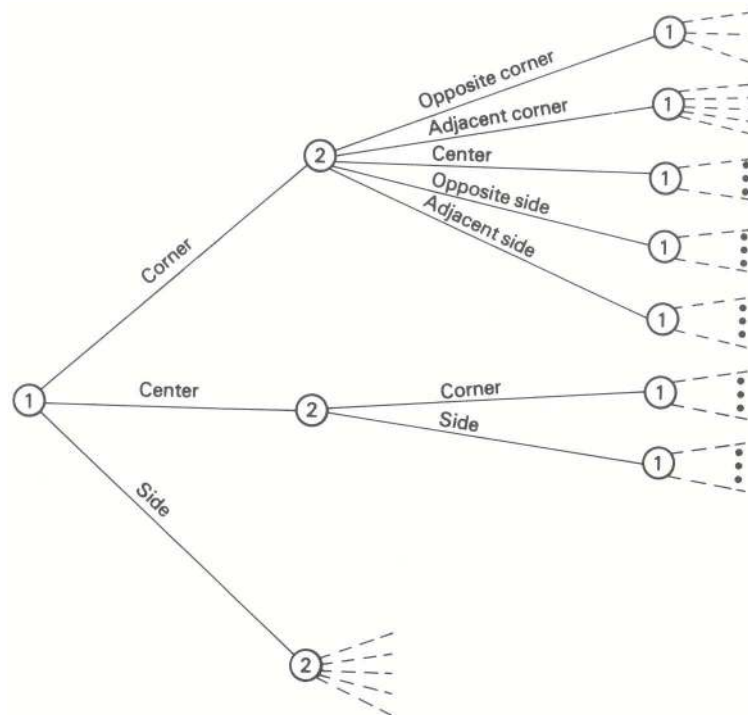 1
Opposite corner
1
Adjacent corner
1
2
Center
1
Opposite side
1
Adjacent side
1
Corner
1
Center
2
Corner
1
Side
1
Side
2